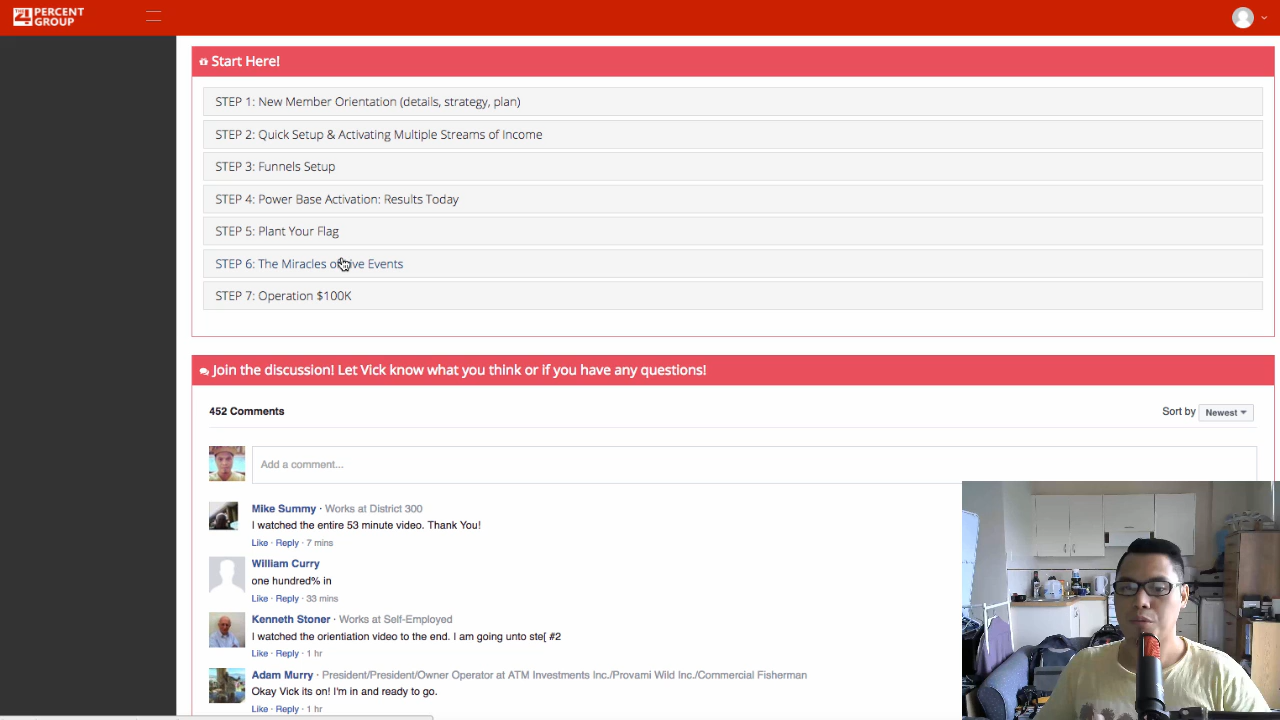 THE 4 PERCENT
GROUP
Start Here!
STEP 1: New Member Orientation (details, strategy, plan)
STEP 2: Quick Setup & Activating Multiple Streams of Income
STEP 3: Funnels Setup
STEP 4: Power Base Activation: Results Today
STEP 5: Plant Your Flag
STEP 6: The Miracles of Live Events
STEP 7: Operation $100K
Join the discussion! Let Vick know what you think or if you have any questions!
452 Comments
Sort by Newest
Add a comment...
Mike Summy · Works at District 300
I watched the entire 53 minute video. Thank You!
Like · Reply · 7 mins
William Curry
one hundred% in
Like · Reply · 33 mins
Kenneth Stoner · Works at Self-Employed
I watched the orientiation video to the end. I am going unto ste[ #2
Like · Reply · 1 hr
Adam Murry · President/President/Owner Operator at ATM Investments Inc./Provami Wild Inc./Commercial Fisherman
Okay Vick its on! I'm in and ready to go.
Like · Reply · 1 hr